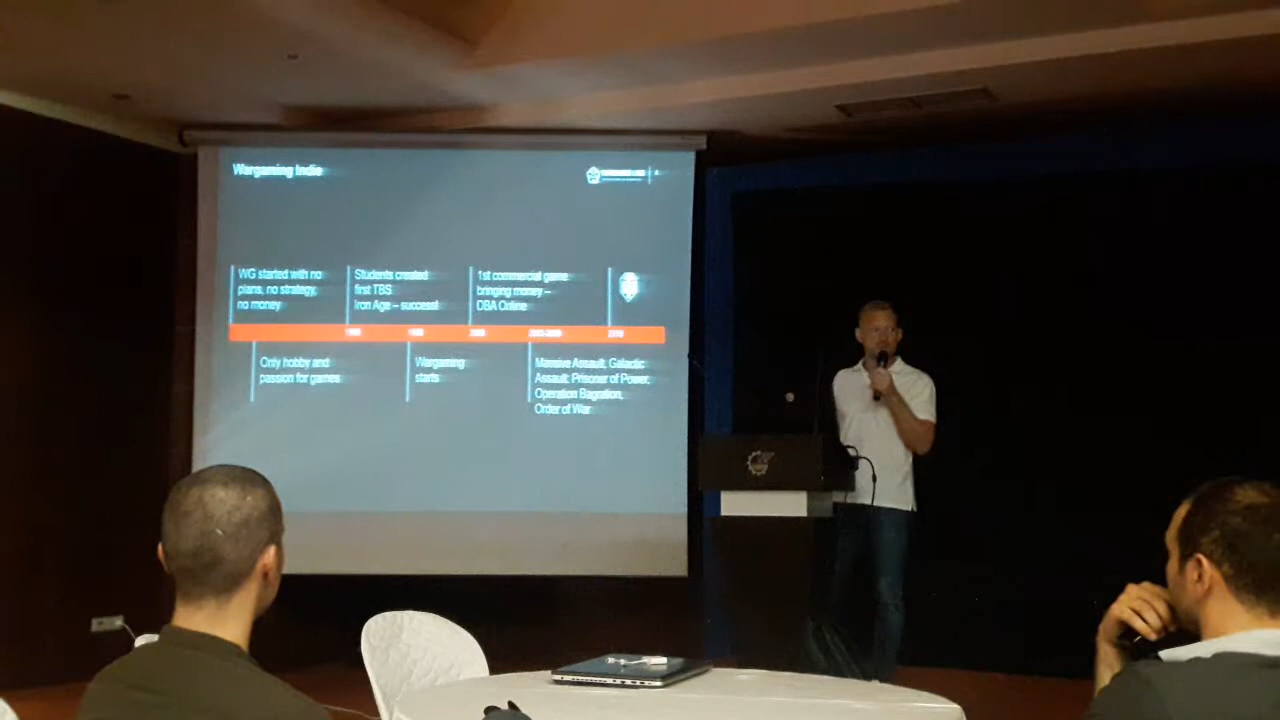 Wargaming Indie
WG started with no
plans, no strategy,
no money
Students created
first TBS
Iron Age – success!
1st commercial game
bringing money –
DBA Online
Only hobby and
passion for games
Wargaming
starts
Massive Assault, Galactic
Assault: Prisoner of Power,
Operation Bagration,
Order of War